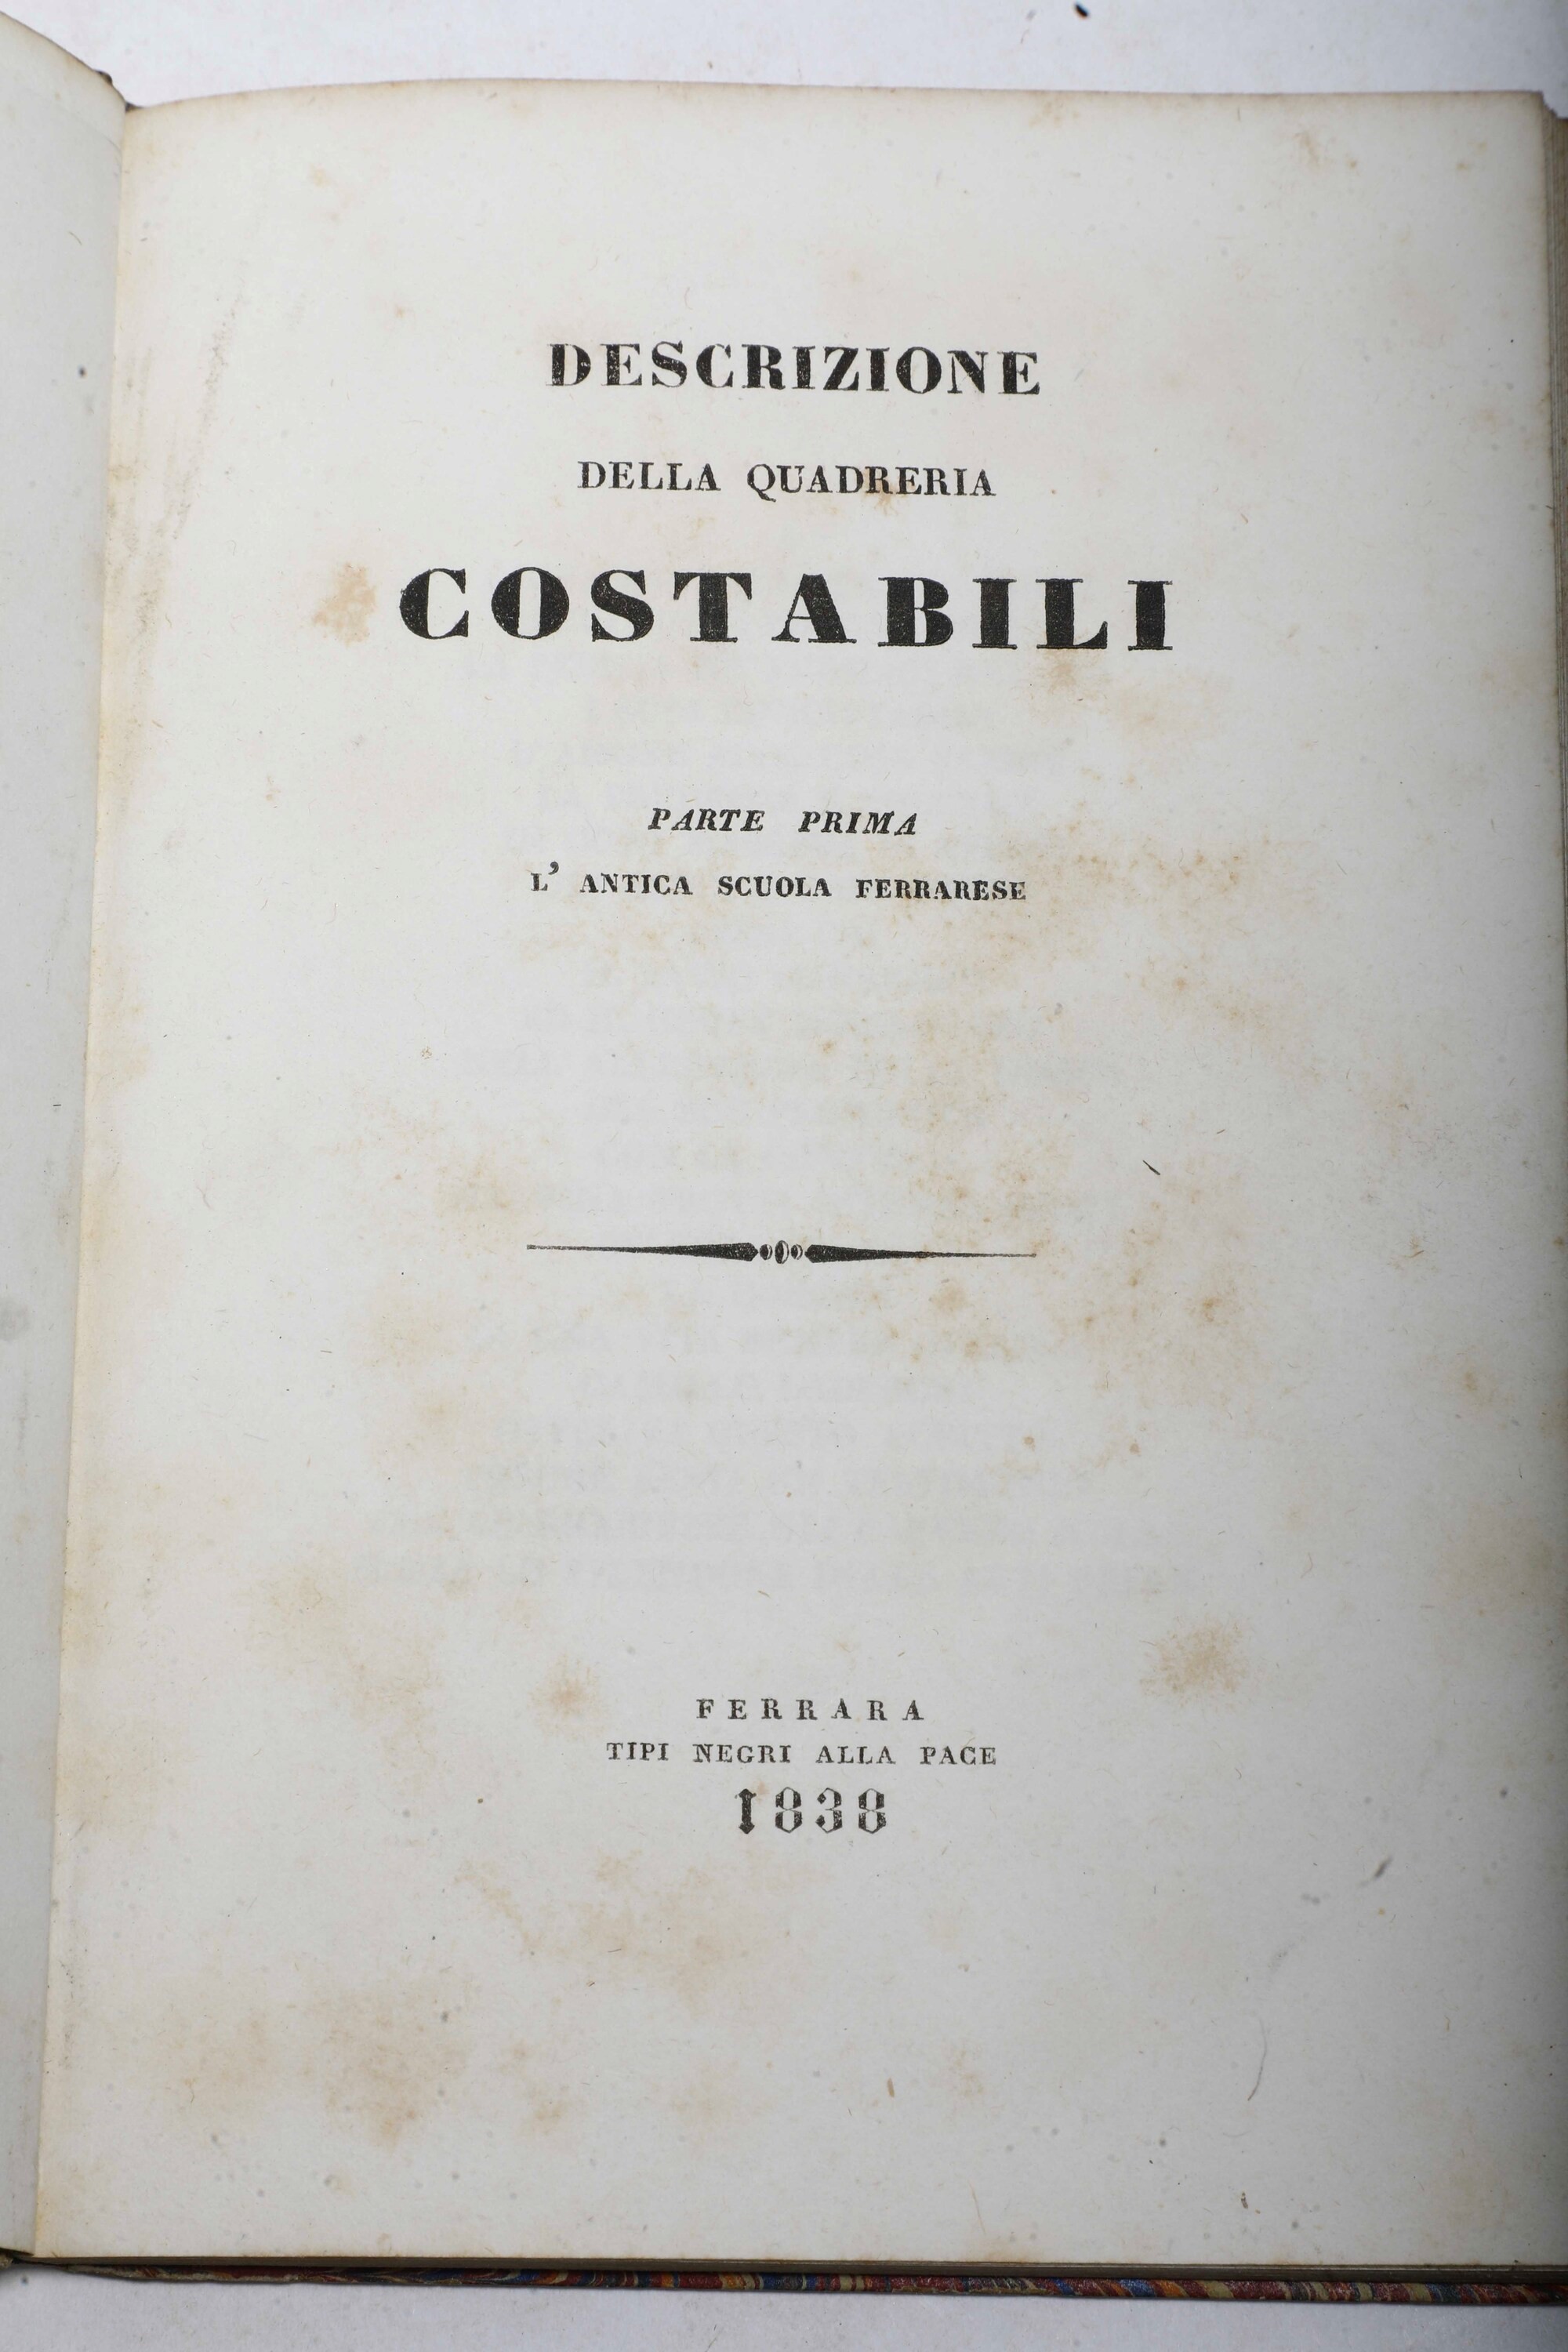 DESCRIZIONE
DELLA QUADRERIA
COSTABILI
PARTE PRIMA
L' ANTICA SCUOLA FERRARESE
FERRARA
TIPI NEGRI ALLA PACE
1838